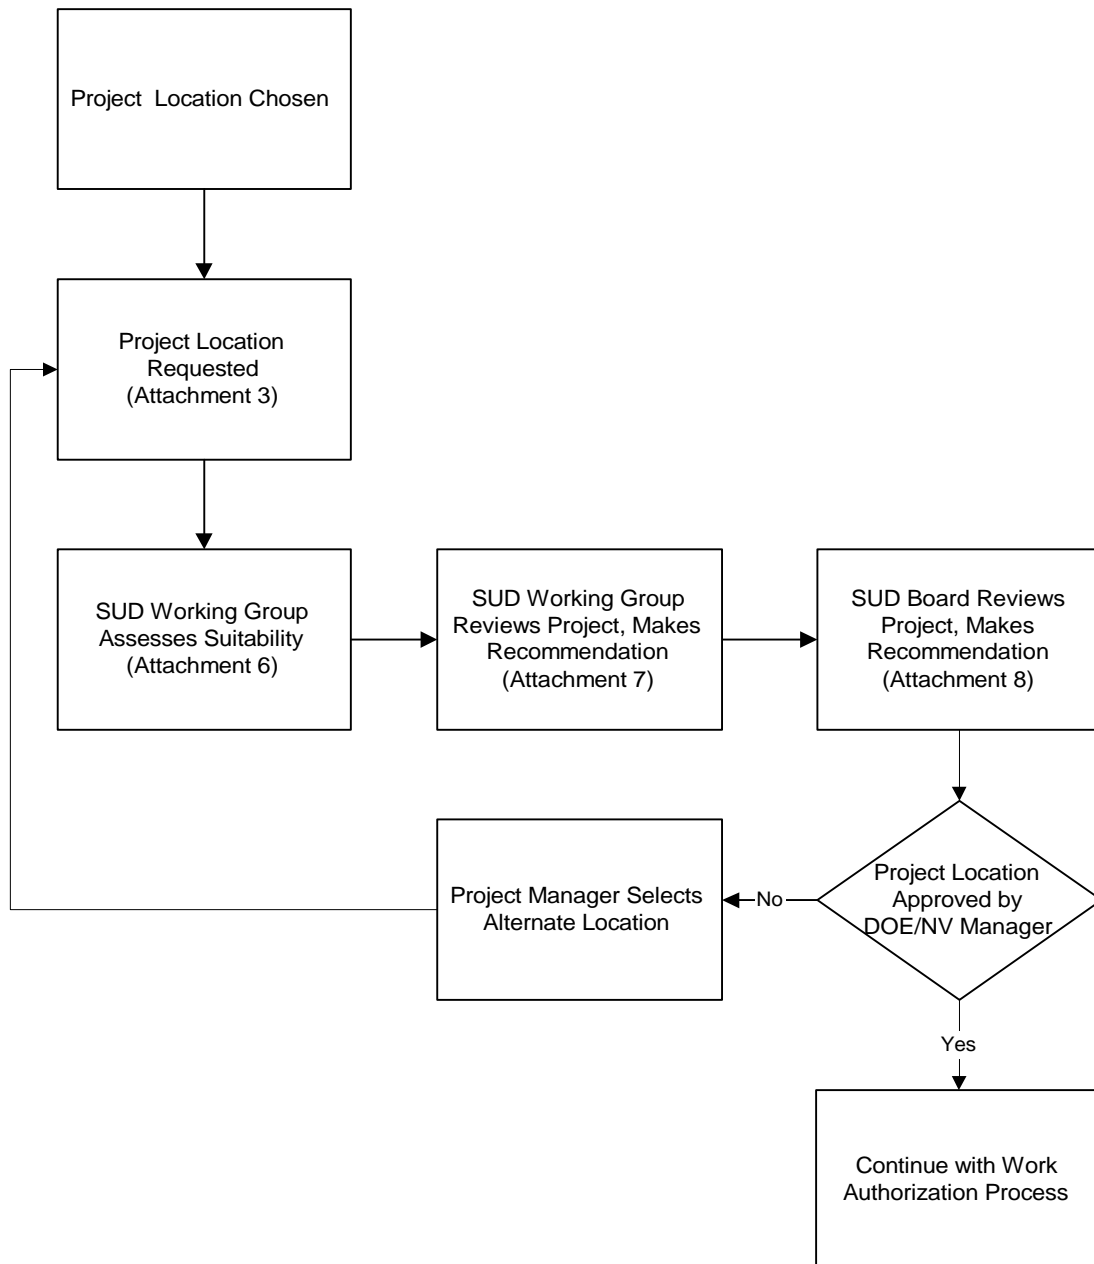 Project  Location Chosen
Project Location
Requested
(Attachment 3)
SUD Working Group
Assesses Suitability
(Attachment 6)
SUD Working Group
Reviews Project, Makes
Recommendation
(Attachment 7)
SUD Board Reviews
Project, Makes
Recommendation
(Attachment 8)
Project Location
Approved by
DOE/NV Manager
No
Project Manager Selects
Alternate Location
Yes
Continue with Work
Authorization Process